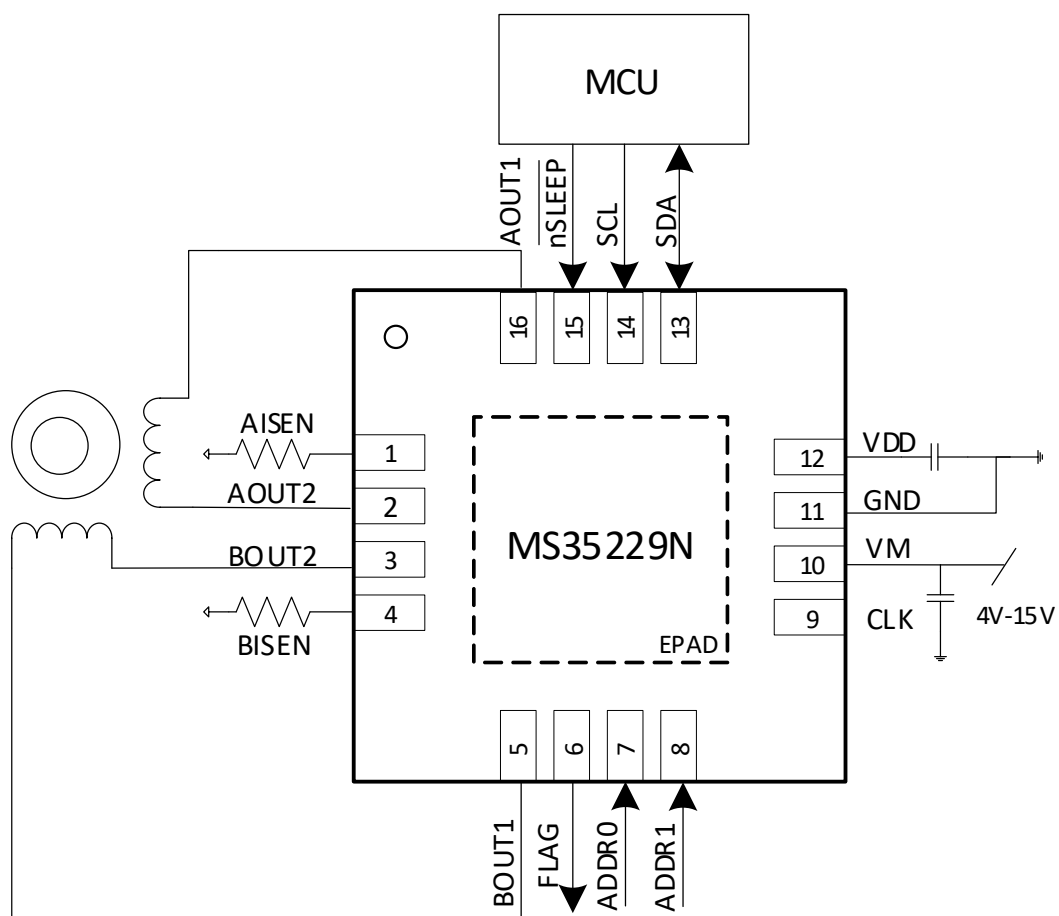 MCU
AOUT1
nSLEEP
SCL
SDA
16
15
14
13
AISEN
1
AOUT2
2
BOUT2
3
BISEN
4
MS35229N
EPAD
12
VDD
11
GND
10
VM
9
CLK
4V-15V
5
6
7
8
BOUT1
FLAG
ADDR0
ADDR1